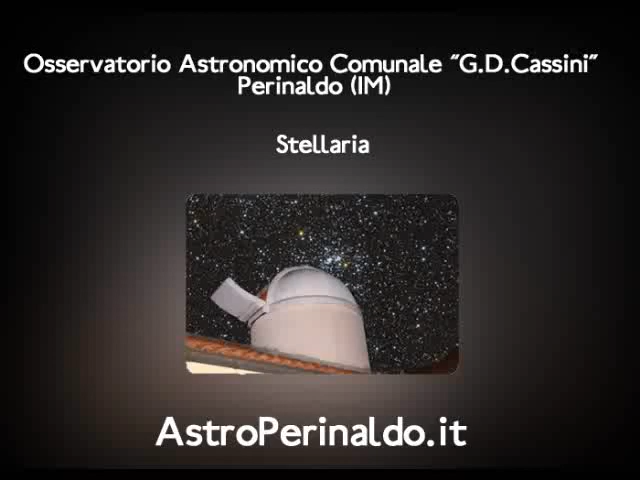 Osservatorio Astronomico Comunale "G.D.Cassini"
Perinaldo (IM)
Stellaria
AstroPerinaldo.it